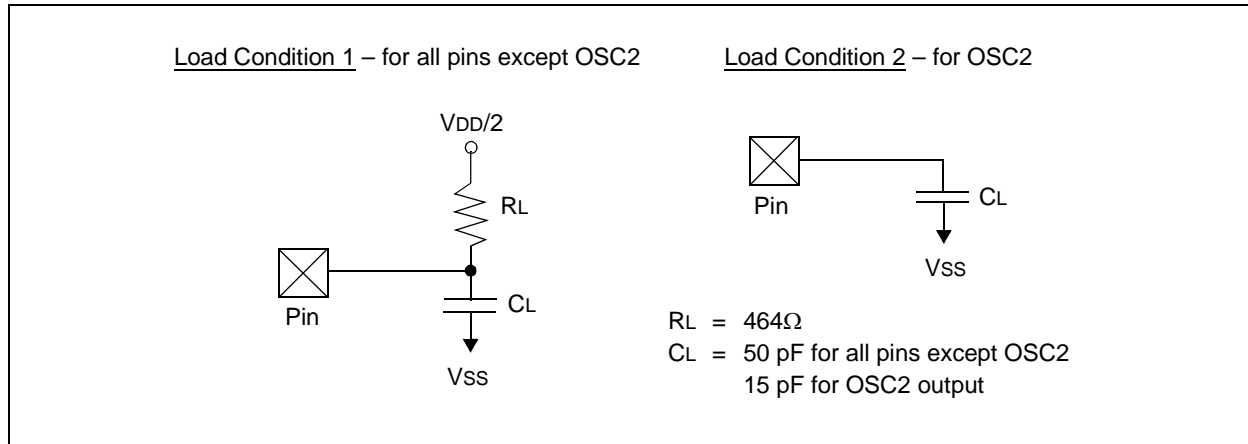 Load Condition 1 – for all pins except OSC2
Load Condition 2 – for OSC2
VDD/2
RL
Pin
CL
VSS
Pin
CL
VSS
RL = 464Ω
CL = 50 pF for all pins except OSC2
15 pF for OSC2 output